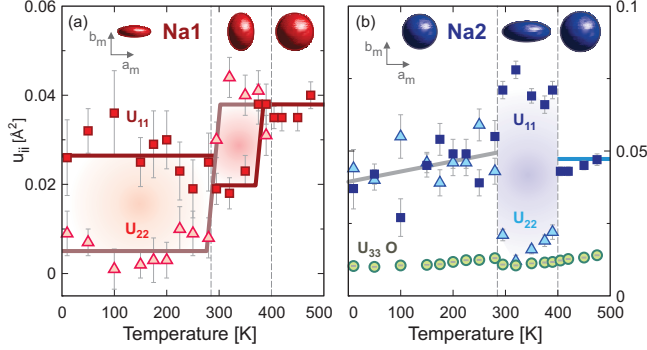 (a) Na1
b_m
a_m
U_11
U_22
u_ii [Å²]
0.06
0.04
0.02
0
0 100 200 300 400 500
Temperature [K]
(b) Na2
b_m
a_m
U_11
U_22
U_33 O
0.1
0.05
0
0 100 200 300 400 500
Temperature [K]